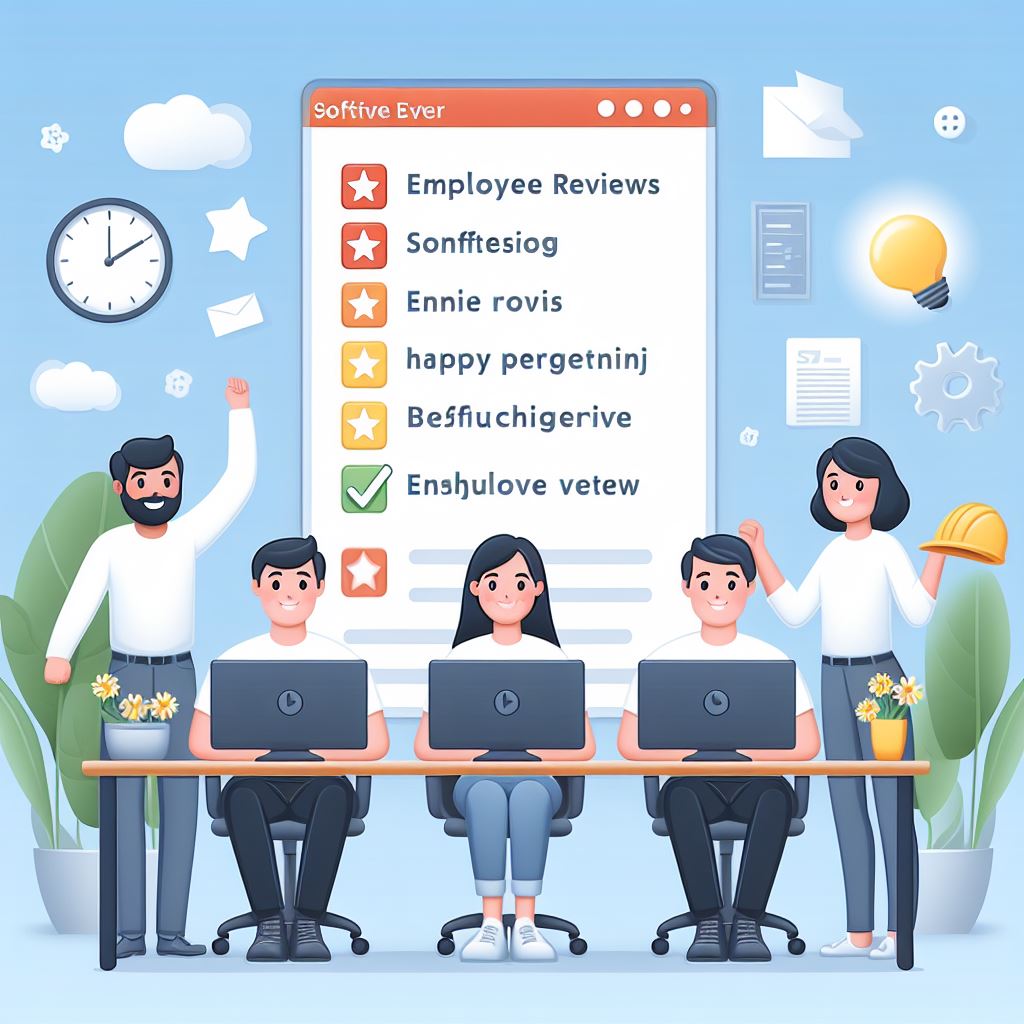 Softive Ever
Employee Reviews
Sonfftesiog
Ennie rovis
happy pergetninj
Besfiuchigerive
Enshjulove vetew